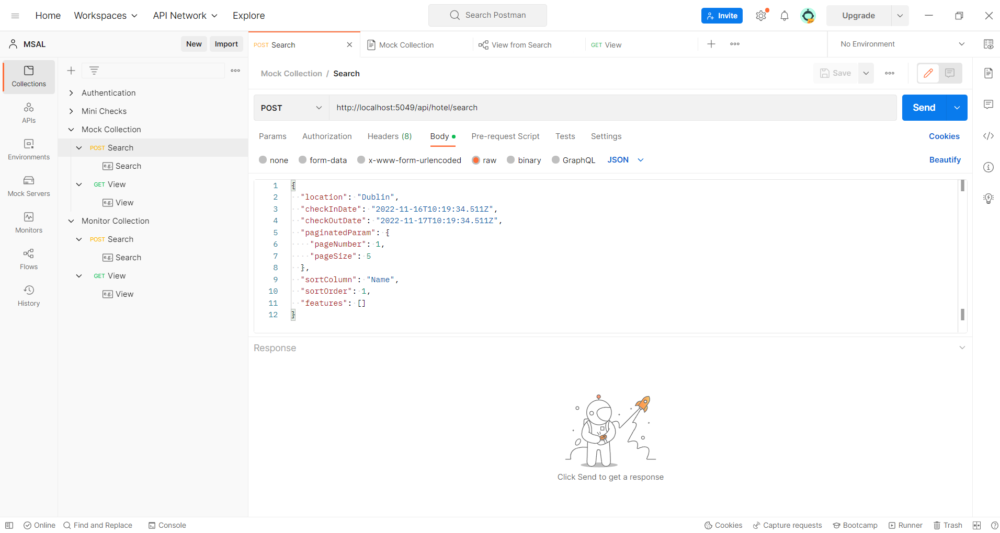 Home Workspaces API Network Explore Search Postman Invite Upgrade
MSAL New Import
POST Search Mock Collection View from Search GET View No Environment
Collections
APIs
Environments
Mock Servers
Monitors
Flows
History
Authentication
Mini Checks
Mock Collection
POST Search
e.g. Search
GET View
e.g. View
Monitor Collection
POST Search
e.g. Search
GET View
e.g. View
Mock Collection / Search Save
POST http://localhost:5049/api/hotel/search Send
Params Authorization Headers (8) Body Pre-request Script Tests Settings Cookies
none form-data x-www-form-urlencoded raw binary GraphQL JSON Beautify
1 {
2 "location": "Dublin",
3 "checkInDate": "2022-11-16T10:19:34.511Z",
4 "checkOutDate": "2022-11-17T10:19:34.511Z",
5 "paginatedParam": {
6 "pageNumber": 1,
7 "pageSize": 5
8 },
9 "sortColumn": "Name",
10 "sortOrder": 1,
11 "features": []
12 }
Response
Click Send to get a response
Online Find and Replace Console Cookies Capture requests Bootcamp Runner Trash